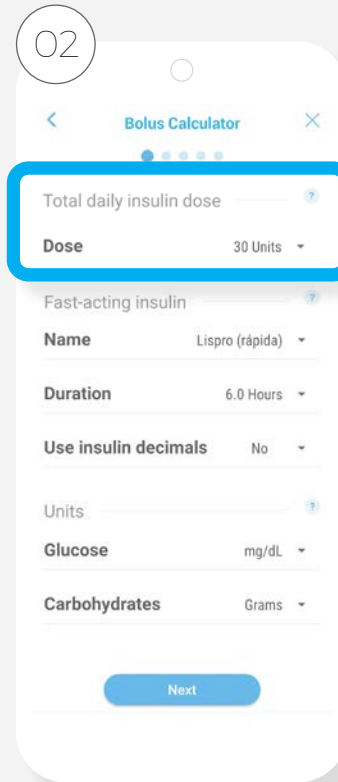 02
Bolus Calculator
Total daily insulin dose ?
Dose 30 Units
Fast-acting insulin ?
Name Lispro (rápida)
Duration 6.0 Hours
Use insulin decimals No
Units ?
Glucose mg/dL
Carbohydrates Grams
Next